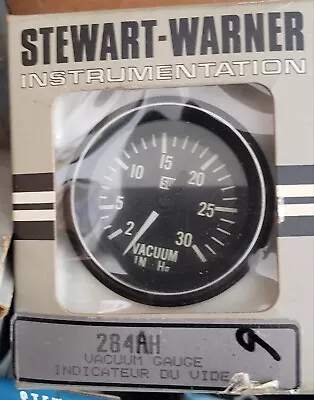 STEWART-WARNER
INSTRUMENTATION
2
5
10
15
20
25
30
SW
VACUUM
IN Hg
284AH
VACUUM GAUGE
INDICATEUR DU VIDE
9